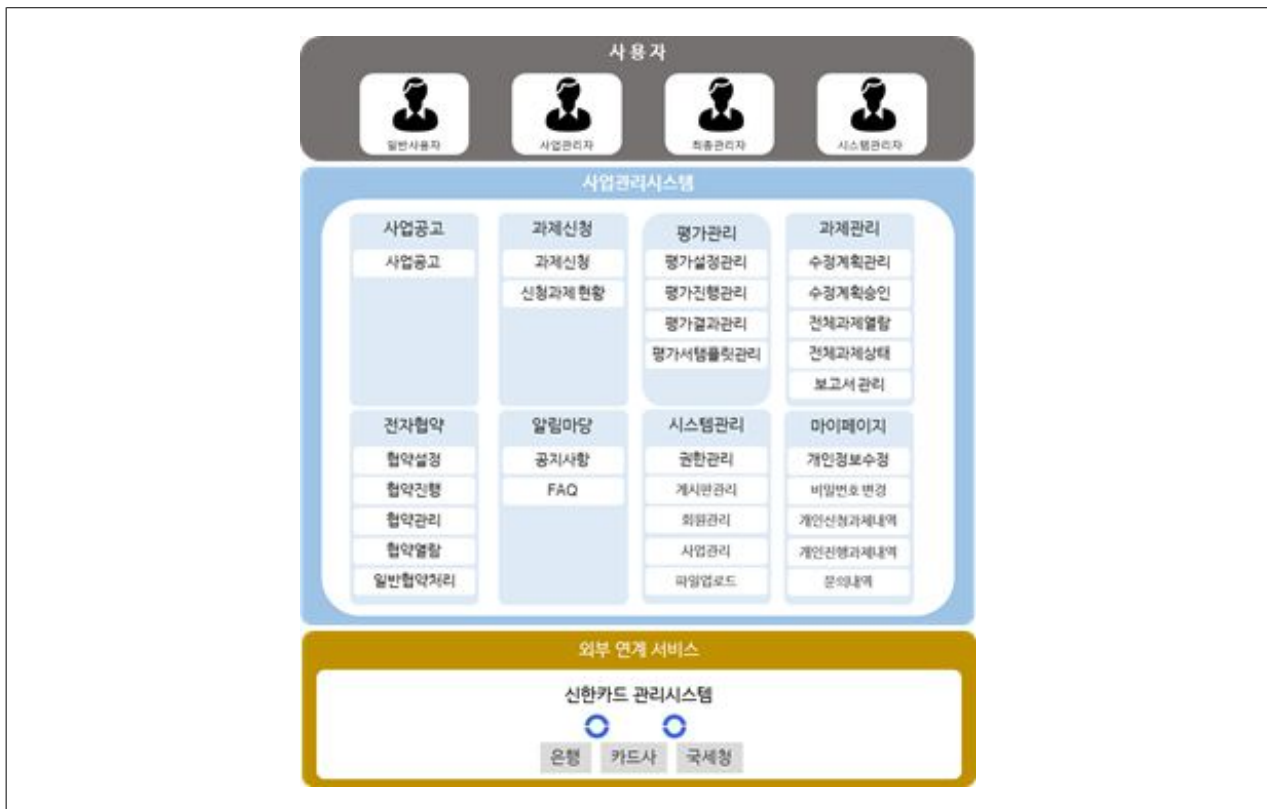 사 용 자
일반사용자 사업관리자 최종관리자 시스템관리자
사업관리시스템
사업공고 과제신청 평가관리 과제관리
사업공고 과제신청 평가설정관리 수정계획관리
신청과제 현황 평가진행관리 수정계획승인
평가결과관리 전체과제열람
평가서템플릿관리 전체과제상태
보고서 관리
전자협약 알림마당 시스템관리 마이페이지
협약설정 공지사항 권한관리 개인정보수정
협약진행 FAQ 게시판관리 비밀번호 변경
협약관리 회원관리 개인신청과제내역
협약열람 사업관리 개인진행과제내역
일반협약처리 파일업로드 문의내역
외부 연계 서비스
신한카드 관리시스템
은행 카드사 국세청